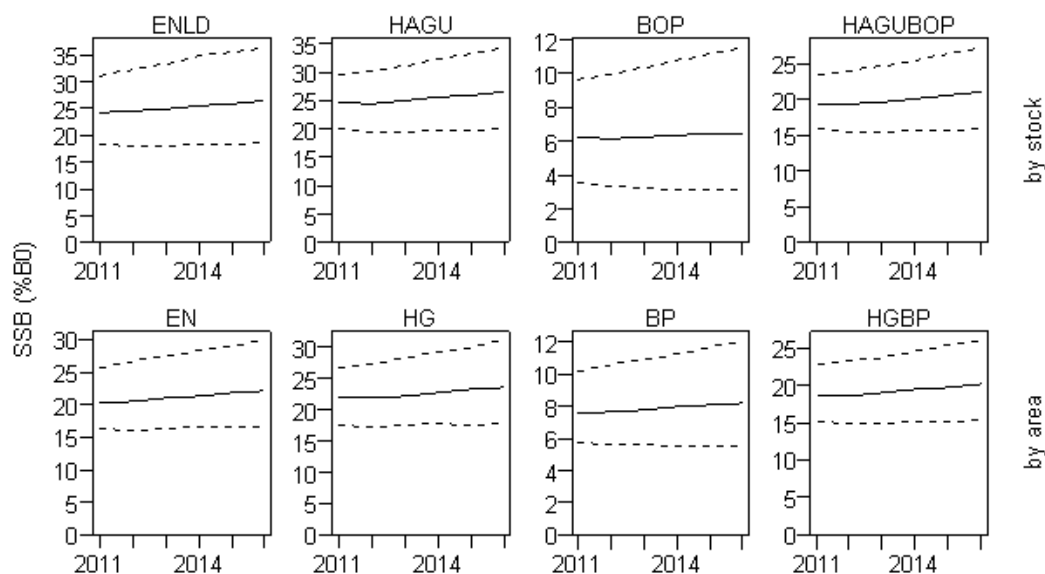 ENLD HAGU BOP HAGUBOP
35 30 25 20 15 10 5 0
35 30 25 20 15 10 5 0
12 10 8 6 4 2 0
25 20 15 10 5 0
2011 2014 2011 2014 2011 2014 2011 2014
by stock
SSB (%B0)
EN HG BP HGBP
30 25 20 15 10 5 0
30 25 20 15 10 5 0
12 10 8 6 4 2 0
25 20 15 10 5 0
2011 2014 2011 2014 2011 2014 2011 2014
by area